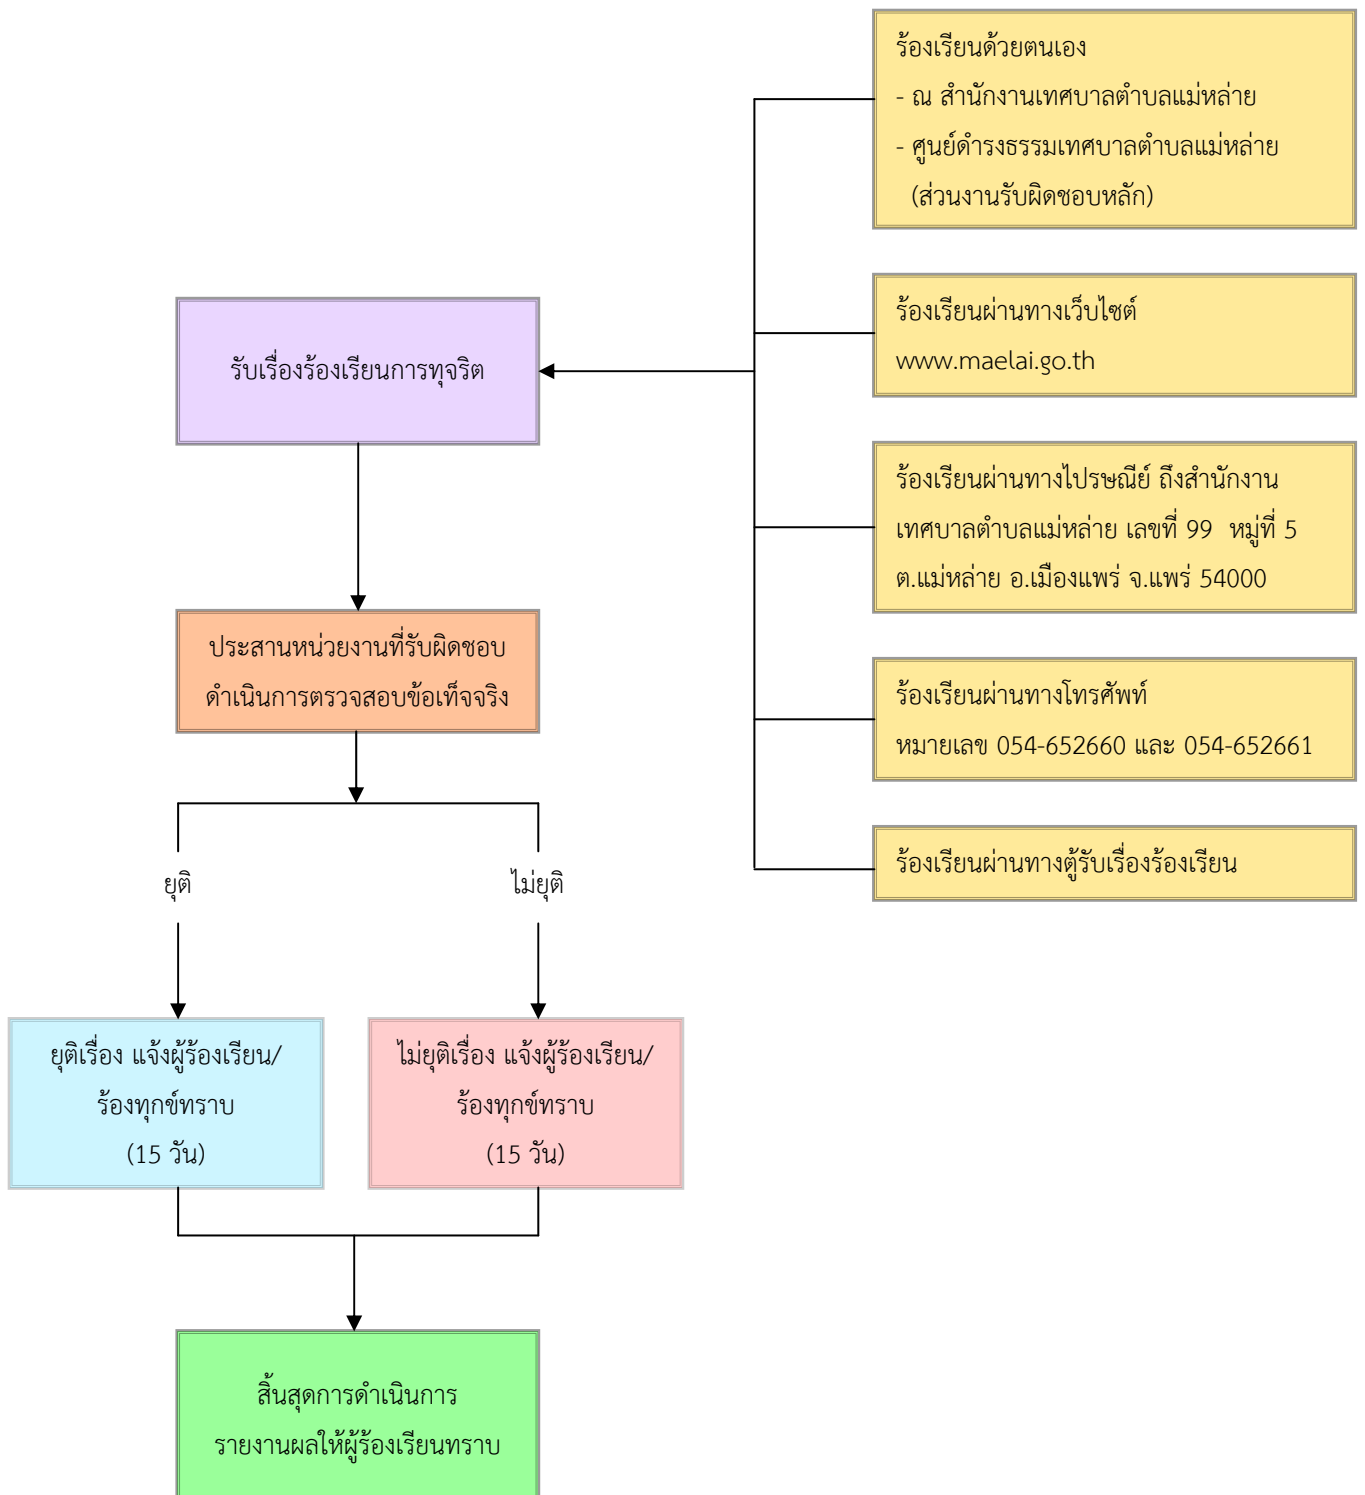 ร้องเรียนด้วยตนเอง
- ณ สำนักงานเทศบาลตำบลแม่หล่าย
- ศูนย์ดำรงธรรมเทศบาลตำบลแม่หล่าย
(ส่วนงานรับผิดชอบหลัก)
ร้องเรียนผ่านทางเว็บไซต์
www.maelai.go.th
ร้องเรียนผ่านทางไปรษณีย์ ถึงสำนักงาน
เทศบาลตำบลแม่หล่าย เลขที่ 99 หมู่ที่ 5
ต.แม่หล่าย อ.เมืองแพร่ จ.แพร่ 54000
ร้องเรียนผ่านทางโทรศัพท์
หมายเลข 054-652660 และ 054-652661
ร้องเรียนผ่านทางตู้รับเรื่องร้องเรียน
รับเรื่องร้องเรียนการทุจริต
ประสานหน่วยงานที่รับผิดชอบ
ดำเนินการตรวจสอบข้อเท็จจริง
ยุติ
ไม่ยุติ
ยุติเรื่อง แจ้งผู้ร้องเรียน/
ร้องทุกข์ทราบ
(15 วัน)
ไม่ยุติเรื่อง แจ้งผู้ร้องเรียน/
ร้องทุกข์ทราบ
(15 วัน)
สิ้นสุดการดำเนินการ
รายงานผลให้ผู้ร้องเรียนทราบ